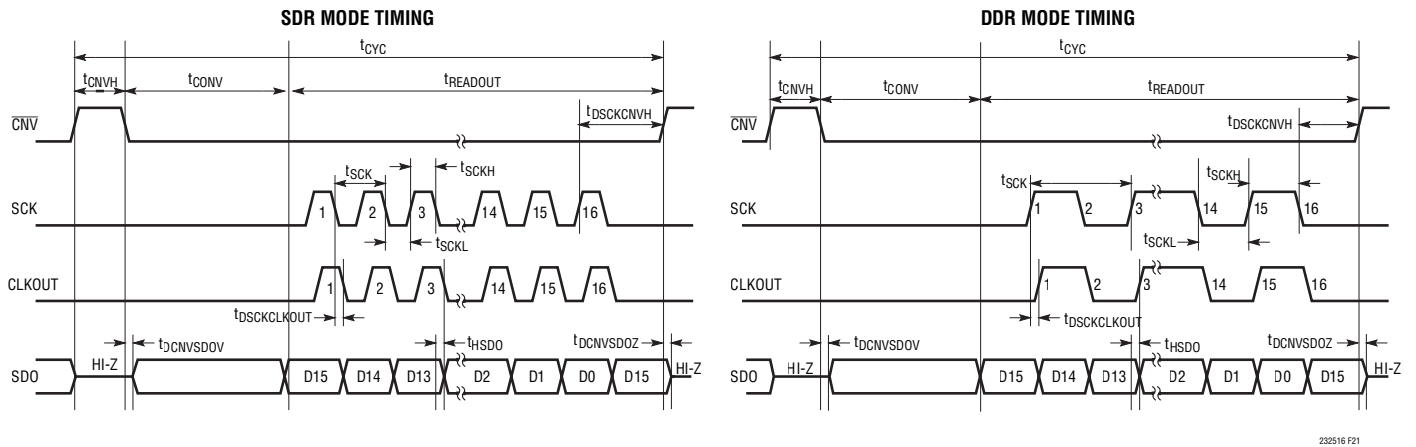 SDR MODE TIMING
tCYC
tCNVH tCONV tREADOUT
tDSCKCNVH
CNV
tSCK tSCKH
SCK 1 2 3 14 15 16
tSCKL
CLKOUT 1 2 3 14 15 16
tDSCKCLKOUT
tDCNVSDOV tHSDO tDCNVSDOZ
SDO HI-Z D15 D14 D13 D2 D1 D0 D15 HI-Z
DDR MODE TIMING
tCYC
tCNVH tCONV tREADOUT
tDSCKCNVH
CNV
tSCK tSCKH
SCK 1 2 3 14 15 16
tSCKL
CLKOUT 1 2 3 14 15 16
tDSCKCLKOUT
tDCNVSDOV tHSDO tDCNVSDOZ
SDO HI-Z D15 D14 D13 D2 D1 D0 D15 HI-Z
232516 F21